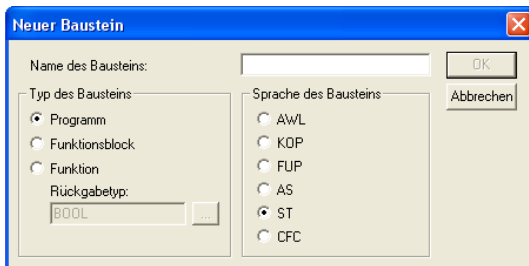 Neuer Baustein
Name des Bausteins:
OK
Abbrechen
Typ des Bausteins
Programm
Funktionsblock
Funktion
Rückgabetyp:
BOOL
...
Sprache des Bausteins
AWL
KOP
FUP
AS
ST
CFC